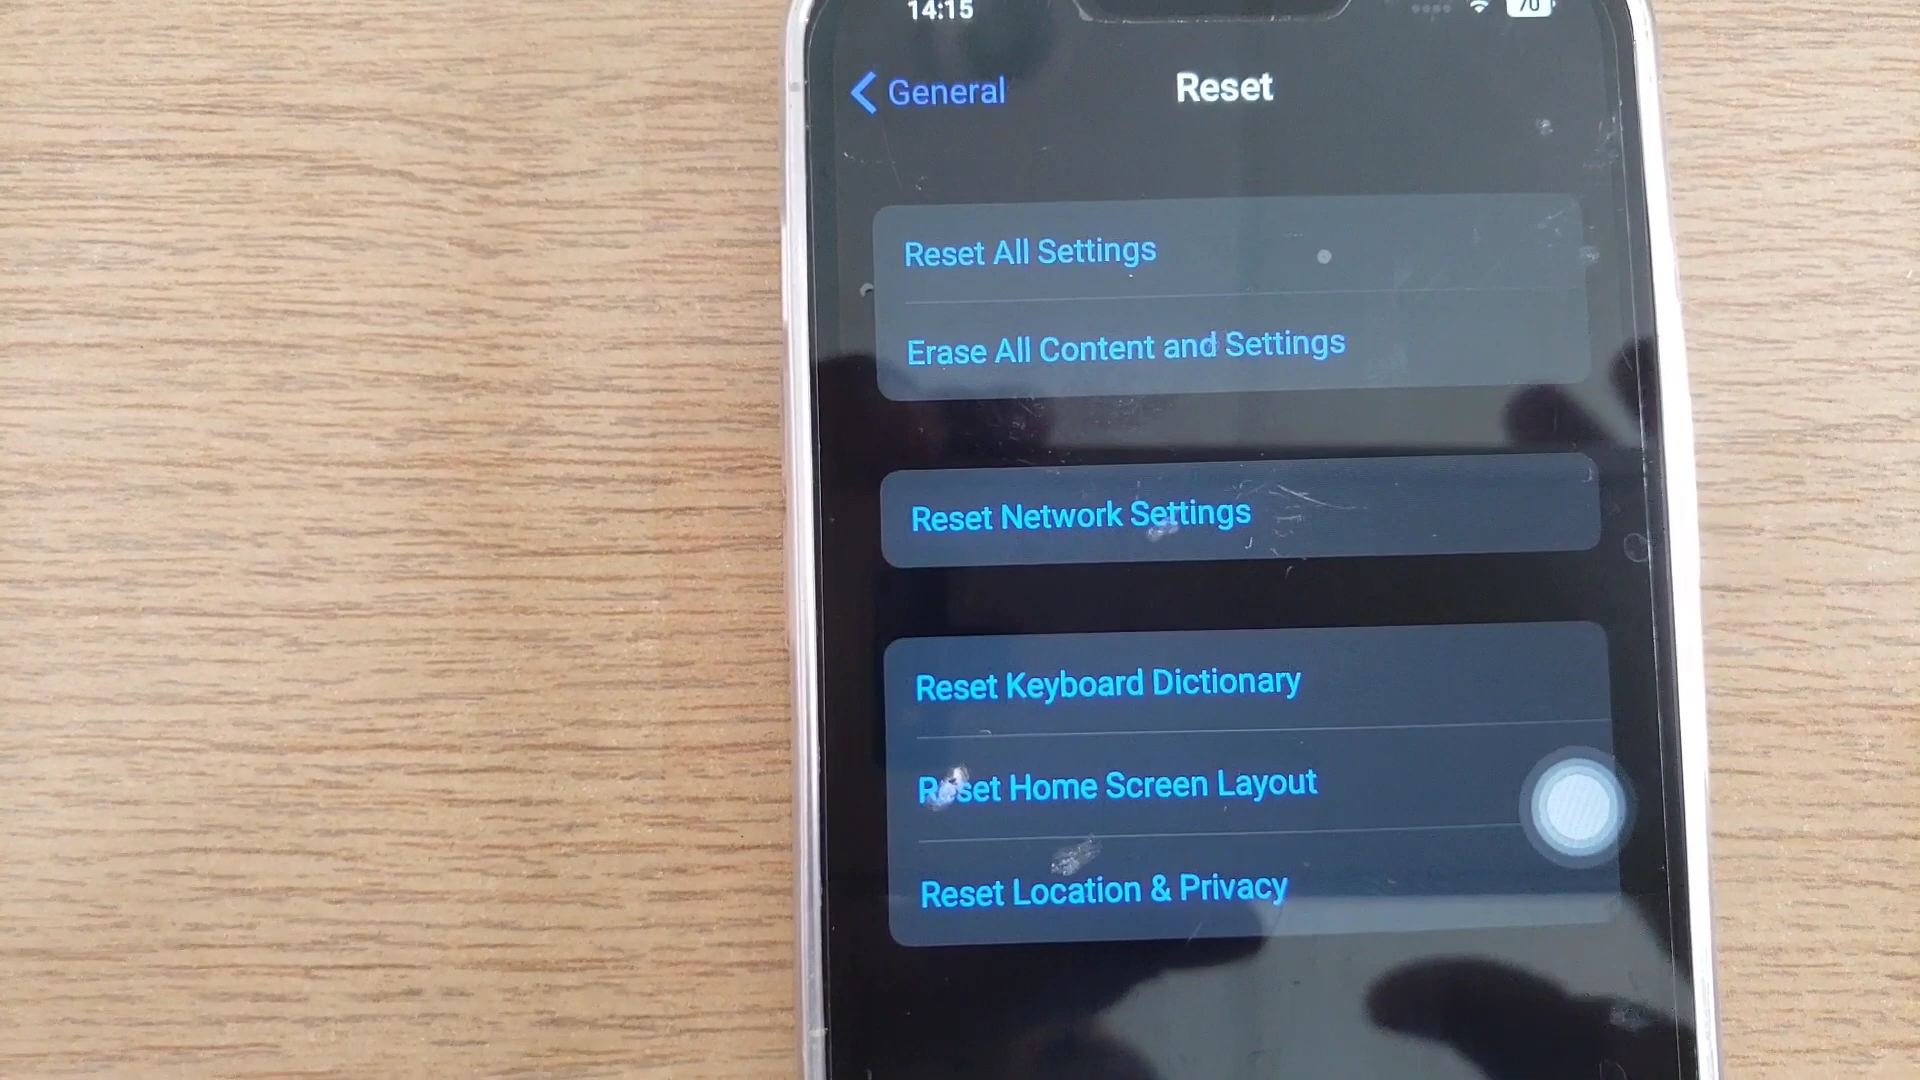 14:15
70
General
Reset
Reset All Settings
Erase All Content and Settings
Reset Network Settings
Reset Keyboard Dictionary
Reset Home Screen Layout
Reset Location & Privacy